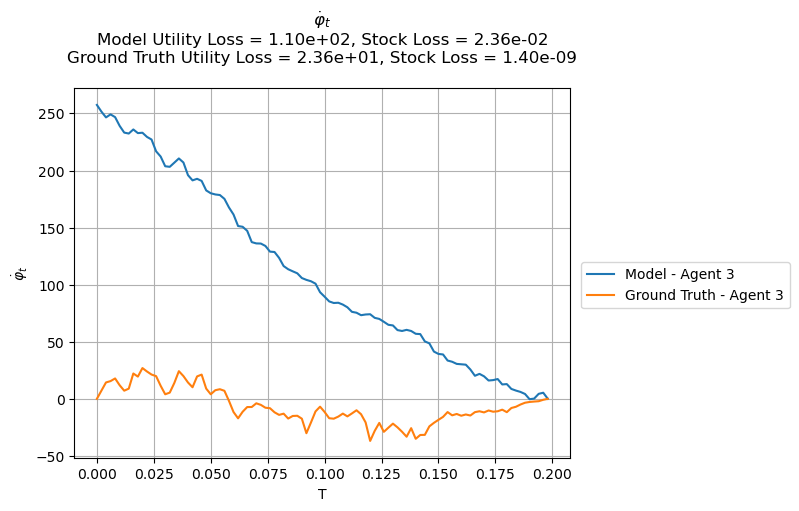 φ̇ₜ
Model Utility Loss = 1.10e+02, Stock Loss = 2.36e-02
Ground Truth Utility Loss = 2.36e+01, Stock Loss = 1.40e-09
250
200
150
100
50
0
−50
φ̇ₜ
0.000 0.025 0.050 0.075 0.100 0.125 0.150 0.175 0.200
T
Model - Agent 3
Ground Truth - Agent 3